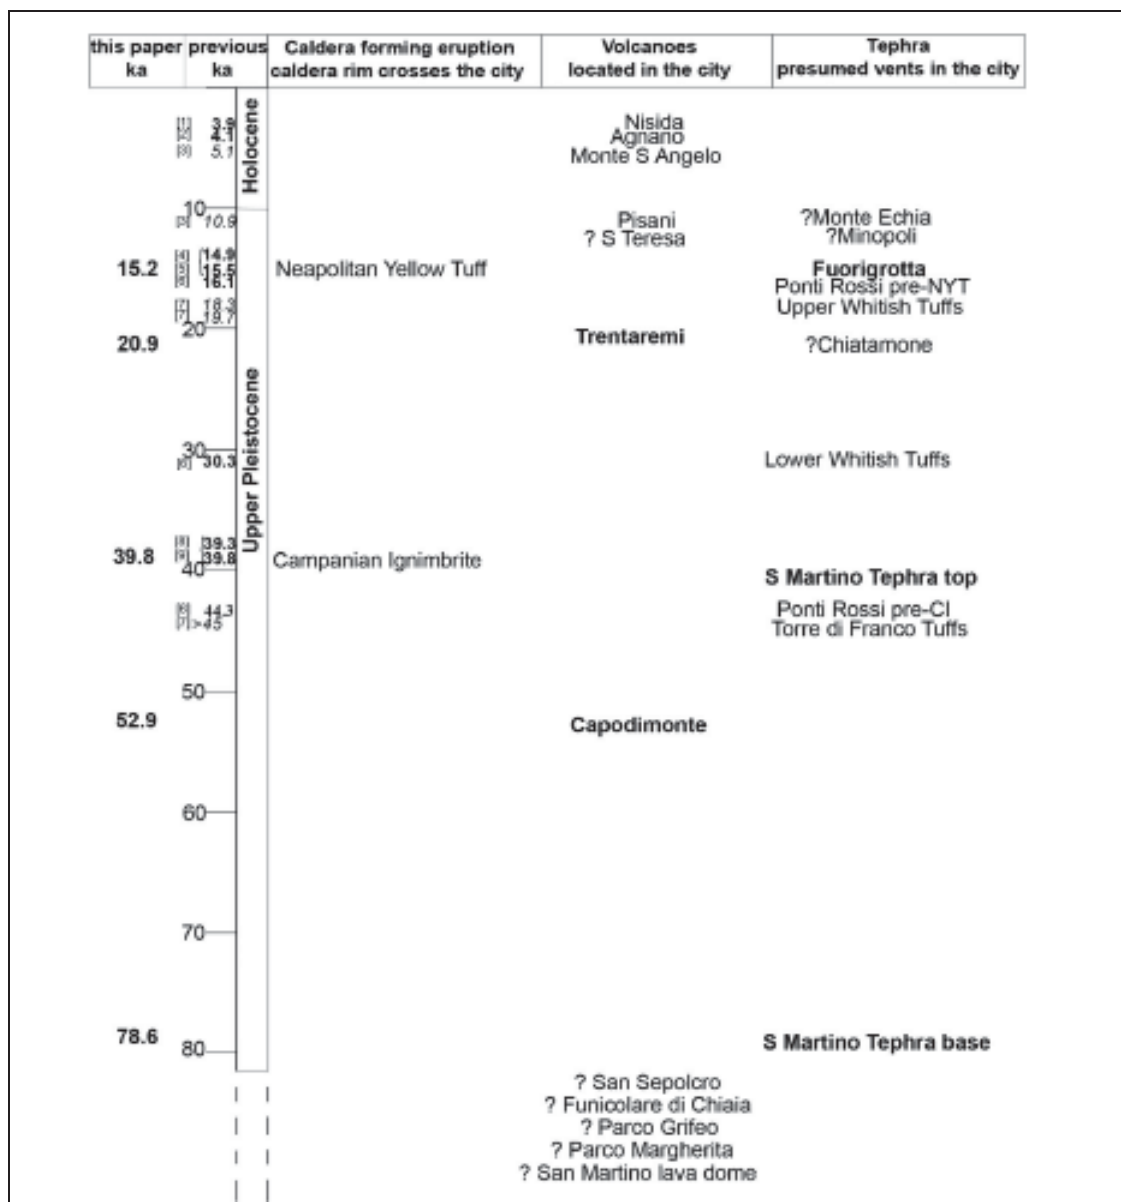 this paper previous Caldera forming eruption Volcanoes Tephra
ka ka caldera rim crosses the city located in the city presumed vents in the city
Holocene
[1] 3.9 Nisida
[2] 4.1 Agnano
[3] 5.1 Monte S Angelo
10
[3] 10.9 Pisani ?Monte Echia
? S Teresa ?Minopoli
[4] 14.9
15.2 [5] 15.5 Neapolitan Yellow Tuff Fuorigrotta
[6] 16.1 Ponti Rossi pre-NYT
[7] 18.3 Upper Whitish Tuffs
[7] 19.7
20 Trentaremi
20.9 ?Chiatamone
Upper Pleistocene
30
[6] 30.3 Lower Whitish Tuffs
[8] 39.3
39.8 [9] 39.8 Campanian Ignimbrite
40 S Martino Tephra top
[6] 44.3 Ponti Rossi pre-CI
[7] >45 Torre di Franco Tuffs
50
52.9 Capodimonte
60
70
78.6 S Martino Tephra base
80
? San Sepolcro
? Funicolare di Chiaia
? Parco Grifeo
? Parco Margherita
? San Martino lava dome